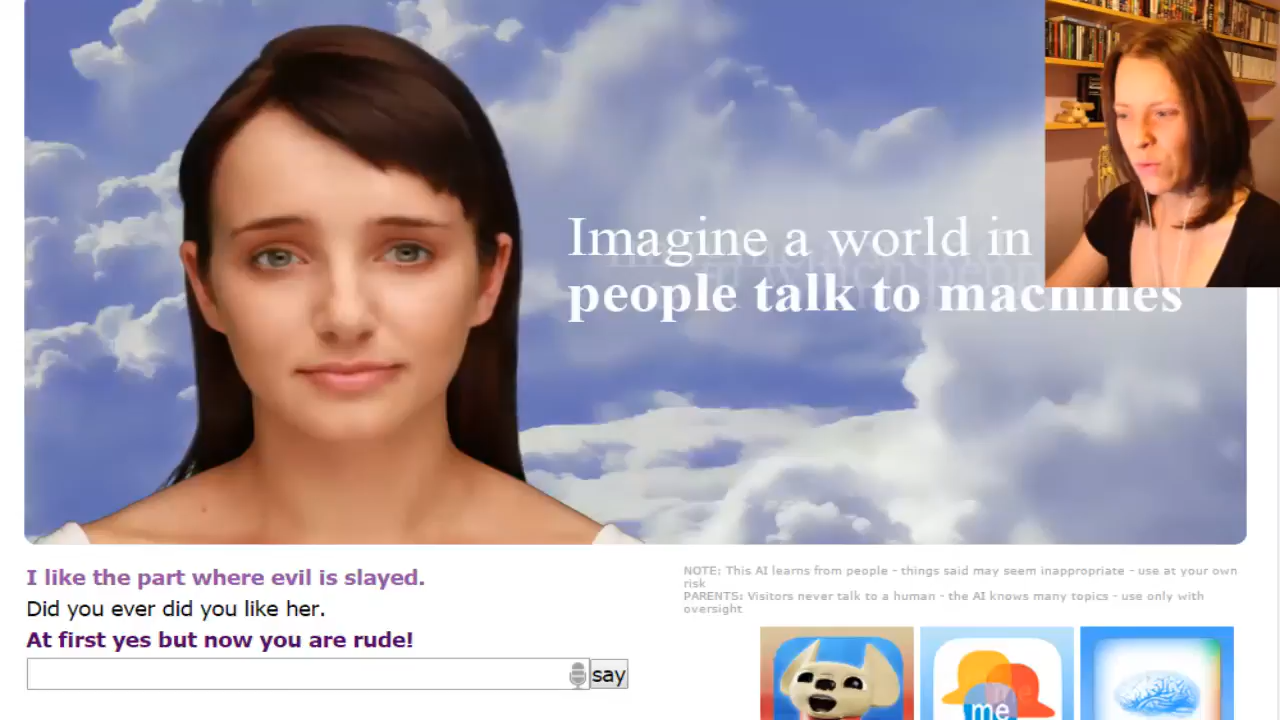 Imagine a world in
people talk to machines
I like the part where evil is slayed.
Did you ever did you like her.
At first yes but now you are rude!
say
NOTE: This AI learns from people - things said may seem inappropriate - use at your own
risk
PARENTS: Visitors never talk to a human - the AI knows many topics - use only with
oversight
me